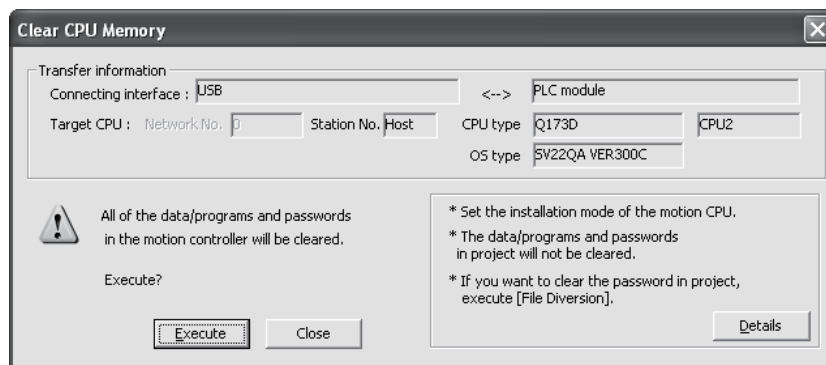 Clear CPU Memory
Transfer information
Connecting interface : USB <--> PLC module
Target CPU : Network No. 0 Station No. Host CPU type Q173D CPU2
OS type SV22QA VER300C
All of the data/programs and passwords
in the motion controller will be cleared.
Execute?
* Set the installation mode of the motion CPU.
* The data/programs and passwords
in project will not be cleared.
* If you want to clear the password in project,
execute [File Diversion].
Execute Close
Details